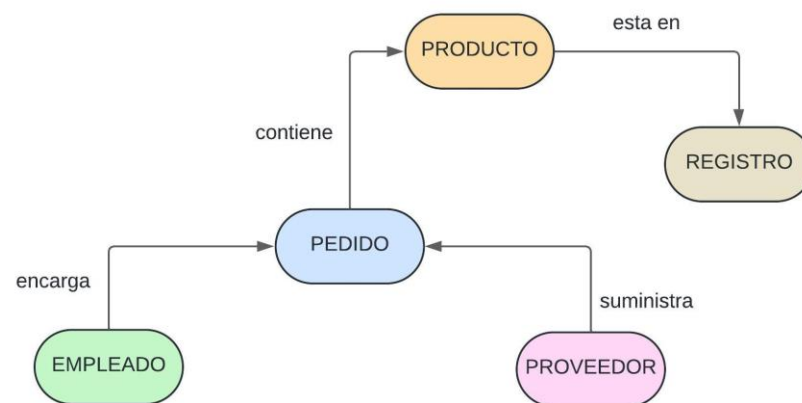 esta en
PRODUCTO
contiene
REGISTRO
PEDIDO
encarga
suministra
EMPLEADO
PROVEEDOR